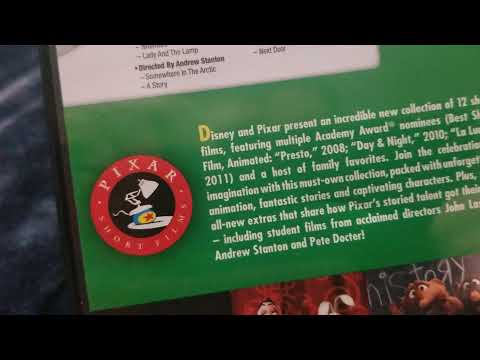 – Lady And The Lamp
– Next Door
•Directed By Andrew Stanton
–Somewhere In The Arctic
– A Story
Disney and Pixar present an incredible new collection of 12 sh
films, featuring multiple Academy Award® nominees (Best Sh
Film, Animated: "Presto," 2008; "Day & Night," 2010; "La Lu
2011) and a host of family favorites. Join the celebration
imagination with this must-own collection, packed with unforget
animation, fantastic stories and captivating characters. Plus,
all-new extras that share how Pixar's storied talent got their
– including student films from acclaimed directors John Las
Andrew Stanton and Pete Docter!
PIXAR
SHORT FILMS
history